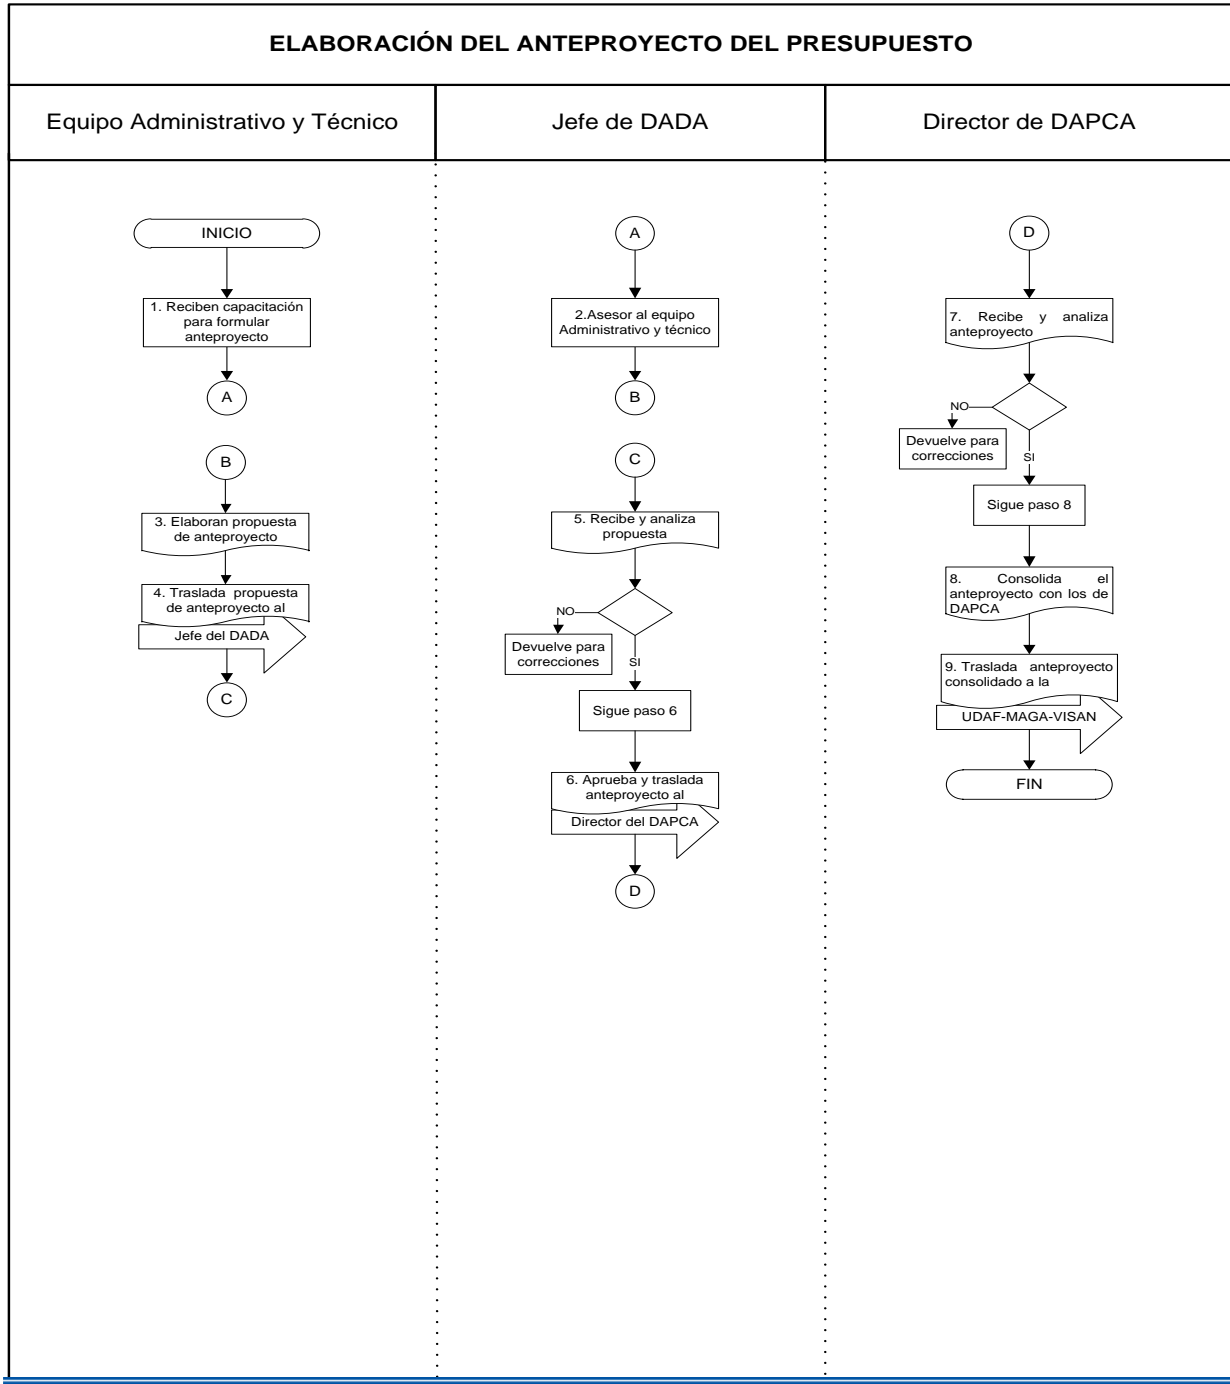 ELABORACIÓN DEL ANTEPROYECTO DEL PRESUPUESTO
Equipo Administrativo y Técnico
Jefe de DADA
Director de DAPCA
INICIO
1. Reciben capacitación
para formular
anteproyecto
A
B
3. Elaboran propuesta
de anteproyecto
4. Traslada propuesta
de anteproyecto al
Jefe del DADA
C
A
2.Asesor al equipo
Administrativo y técnico
B
C
5. Recibe y analiza
propuesta
NO
Devuelve para
correcciones
SI
Sigue paso 6
6. Aprueba y traslada
anteproyecto al
Director del DAPCA
D
D
7. Recibe y analiza
anteproyecto
NO
Devuelve para
correcciones
SI
Sigue paso 8
8. Consolida el
anteproyecto con los de
DAPCA
9. Traslada anteproyecto
consolidado a la
UDAF-MAGA-VISAN
FIN